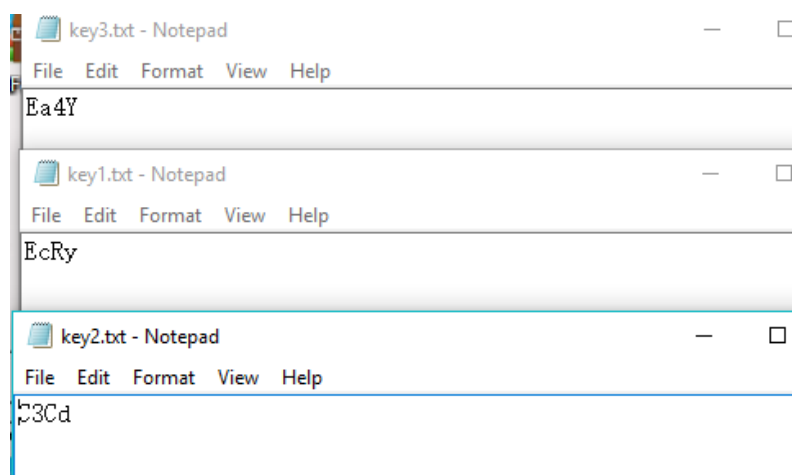 key3.txt - Notepad
File Edit Format View Help
Ea4Y
key1.txt - Notepad
File Edit Format View Help
EcRy
key2.txt - Notepad
File Edit Format View Help